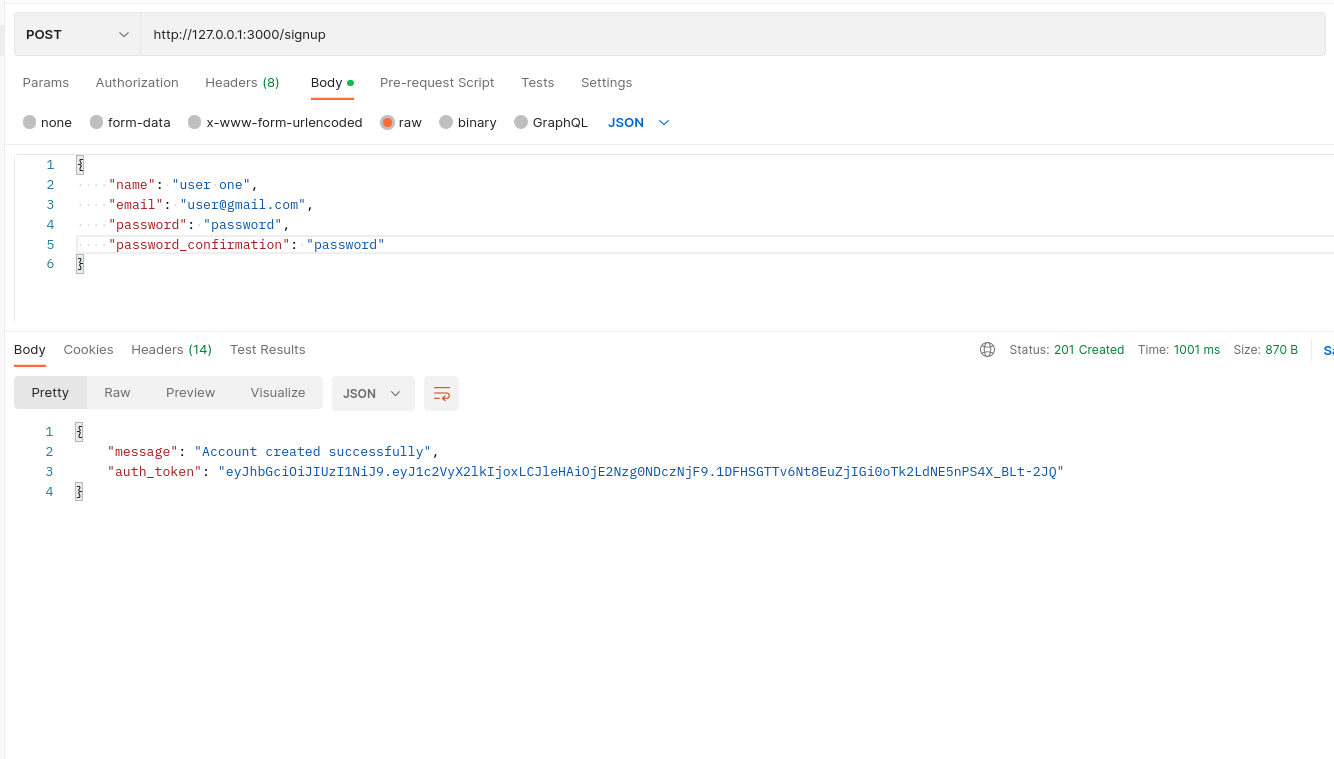 POST http://127.0.0.1:3000/signup
Params Authorization Headers (8) Body Pre-request Script Tests Settings
none form-data x-www-form-urlencoded raw binary GraphQL JSON
1 {
2 ····"name":·"user·one",
3 ····"email":·"user@gmail.com",
4 ····"password":·"password",
5 ····"password_confirmation":·"password"
6 }
Body Cookies Headers (14) Test Results Status: 201 Created Time: 1001 ms Size: 870 B
Pretty Raw Preview Visualize JSON
1 {
2 "message": "Account created successfully",
3 "auth_token": "eyJhbGciOiJIUzI1NiJ9.eyJ1c2VyX2lkIjoxLCJleHAiOjE2Nzg0NDczNjF9.1DFHSGTTv6Nt8EuZjIGi0oTk2LdNE5nPS4X_BLt-2JQ"
4 }